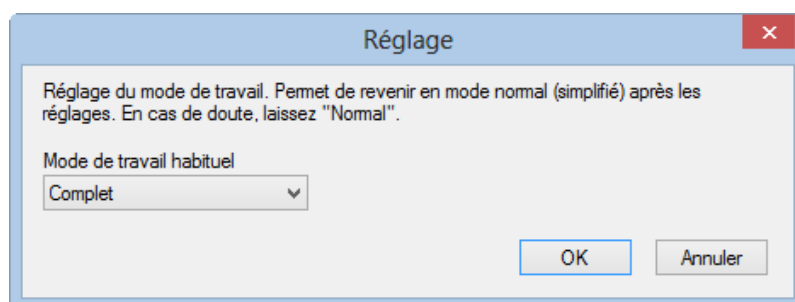 Réglage
Réglage du mode de travail. Permet de revenir en mode normal (simplifié) après les
réglages. En cas de doute, laissez "Normal".
Mode de travail habituel
Complet
OK Annuler